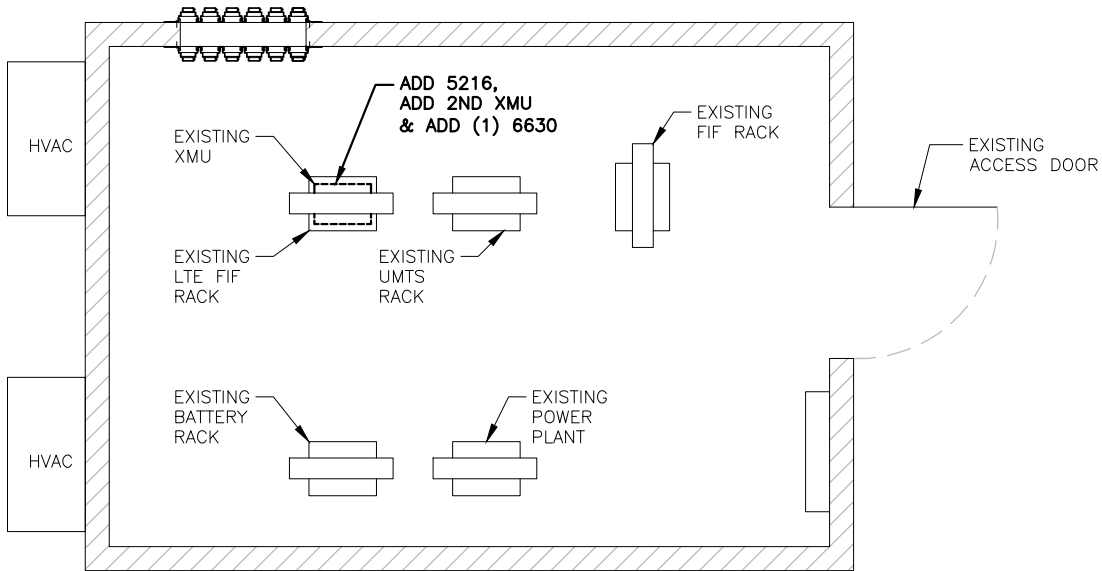 ADD 5216,
ADD 2ND XMU
& ADD (1) 6630
EXISTING
FIF RACK
EXISTING
XMU
HVAC
EXISTING
ACCESS DOOR
EXISTING
LTE FIF
RACK
EXISTING
UMTS
RACK
EXISTING
BATTERY
RACK
EXISTING
POWER
PLANT
HVAC